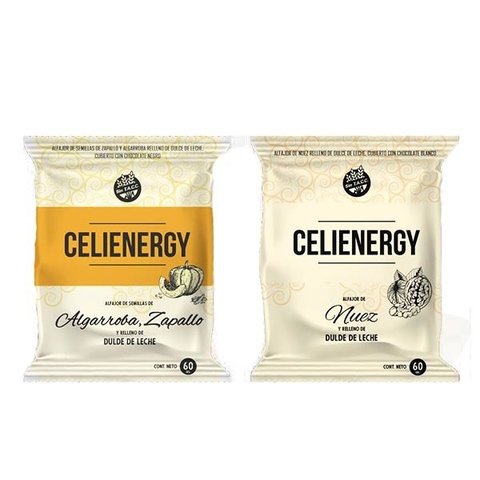 ALFAJOR DE SEMILLAS DE ZAPALLO Y ALGARROBA RELLENO DE DULCE DE LECHE,
CUBIERTO CON CHOCOLATE NEGRO
Sin T.A.C.C.
CELIENERGY
ALFAJOR DE SEMILLAS DE
Algarroba, Zapallo
Y RELLENO DE
DULDE DE LECHE
CONT. NETO 60
ALFAJOR DE NUEZ RELLENO DE DULCE DE LECHE, CUBIERTO CON CHOCOLATE BLANCO
Sin T.A.C.C.
CELIENERGY
ALFAJOR DE
Nuez
Y RELLENO DE
DULDE DE LECHE
CONT. NETO 60